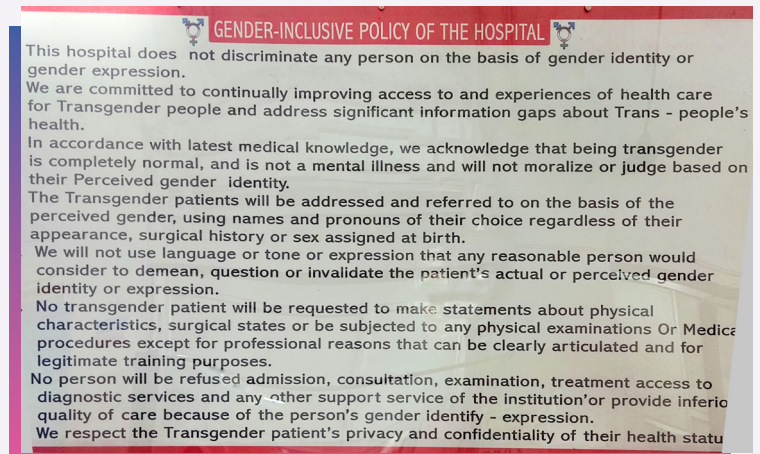 GENDER-INCLUSIVE POLICY OF THE HOSPITAL
This hospital does not discriminate any person on the basis of gender identity or
gender expression.
We are committed to continually improving access to and experiences of health care
for Transgender people and address significant information gaps about Trans - people's
health.
In accordance with latest medical knowledge, we acknowledge that being transgender
is completely normal, and is not a mental illness and will not moralize or judge based on
their Perceived gender identity.
The Transgender patients will be addressed and referred to on the basis of the
perceived gender, using names and pronouns of their choice regardless of their
appearance, surgical history or sex assigned at birth.
We will not use language or tone or expression that any reasonable person would
consider to demean, question or invalidate the patient's actual or perceived gender
identity or expression.
No transgender patient will be requested to make statements about physical
characteristics, surgical states or be subjected to any physical examinations Or Medica
procedures except for professional reasons that can be clearly articulated and for
legitimate training purposes.
No person will be refused admission, consultation, examination, treatment access to
diagnostic services and any other support service of the institution'or provide inferio
quality of care because of the person's gender identify - expression.
We respect the Transgender patient's privacy and confidentiality of their health statu